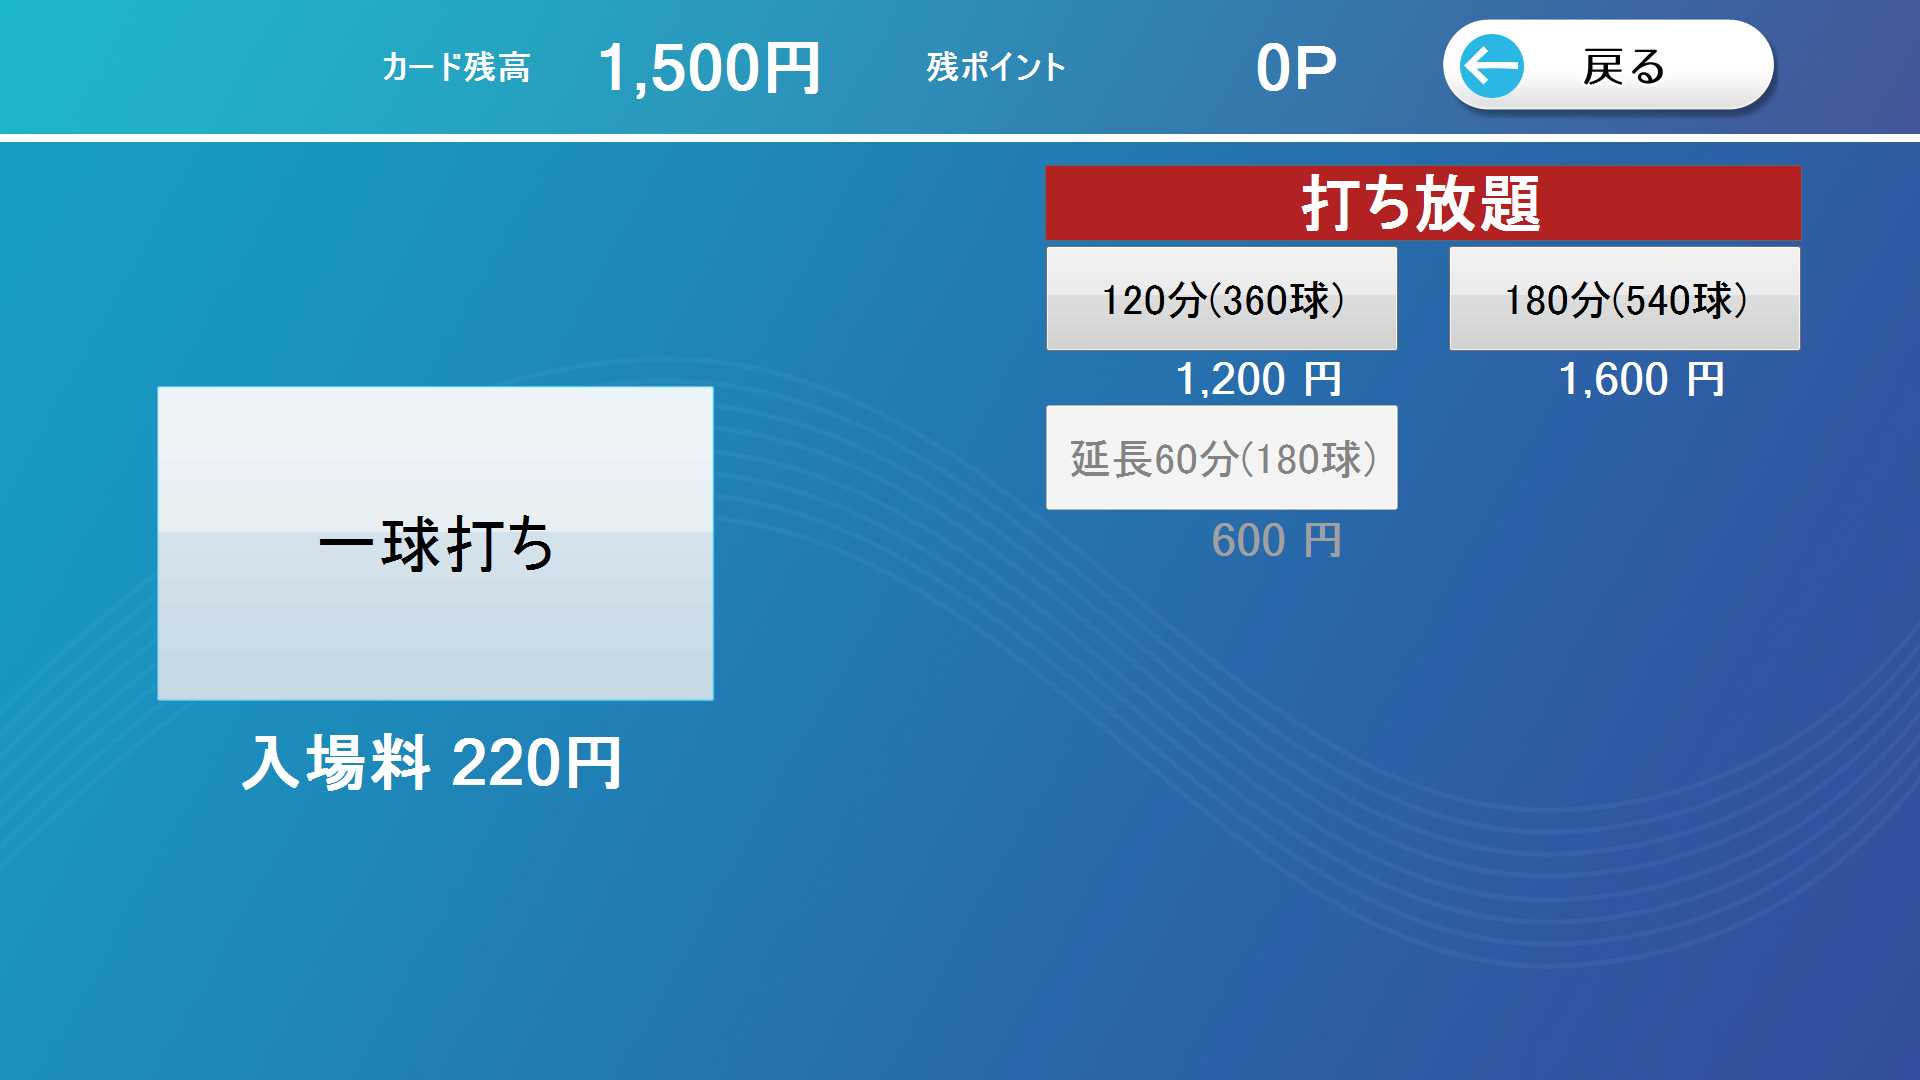 カード残高 1,500円 残ポイント 0P 戻る
打ち放題
120分(360球) 180分(540球)
1,200 円 1,600 円
延長60分(180球)
600 円
一球打ち
入場料 220円